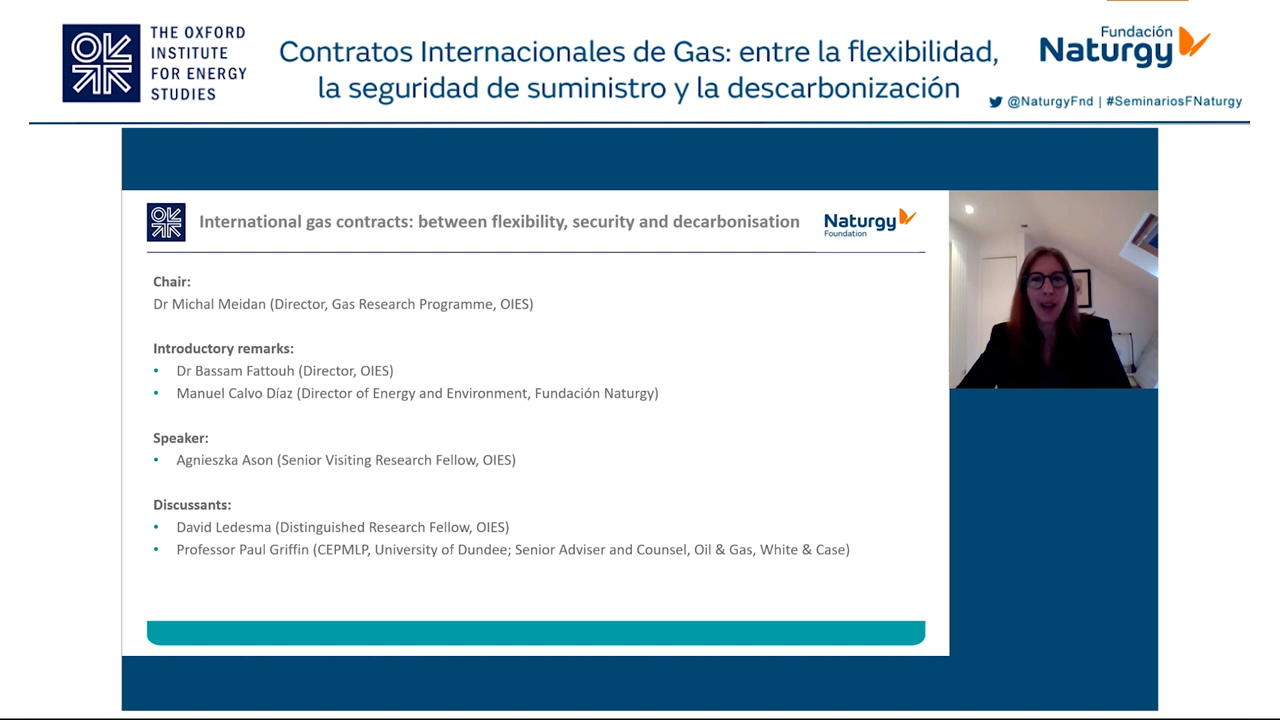 THE OXFORD
INSTITUTE
FOR ENERGY
STUDIES
Contratos Internacionales de Gas: entre la flexibilidad,
la seguridad de suministro y la descarbonización
Fundación
Naturgy
@NaturgyFnd | #SeminariosFNaturgy
International gas contracts: between flexibility, security and decarbonisation
Naturgy
Foundation
Chair:
Dr Michal Meidan (Director, Gas Research Programme, OIES)
Introductory remarks:
• Dr Bassam Fattouh (Director, OIES)
• Manuel Calvo Díaz (Director of Energy and Environment, Fundación Naturgy)
Speaker:
• Agnieszka Ason (Senior Visiting Research Fellow, OIES)
Discussants:
• David Ledesma (Distinguished Research Fellow, OIES)
• Professor Paul Griffin (CEPMLP, University of Dundee; Senior Adviser and Counsel, Oil & Gas, White & Case)